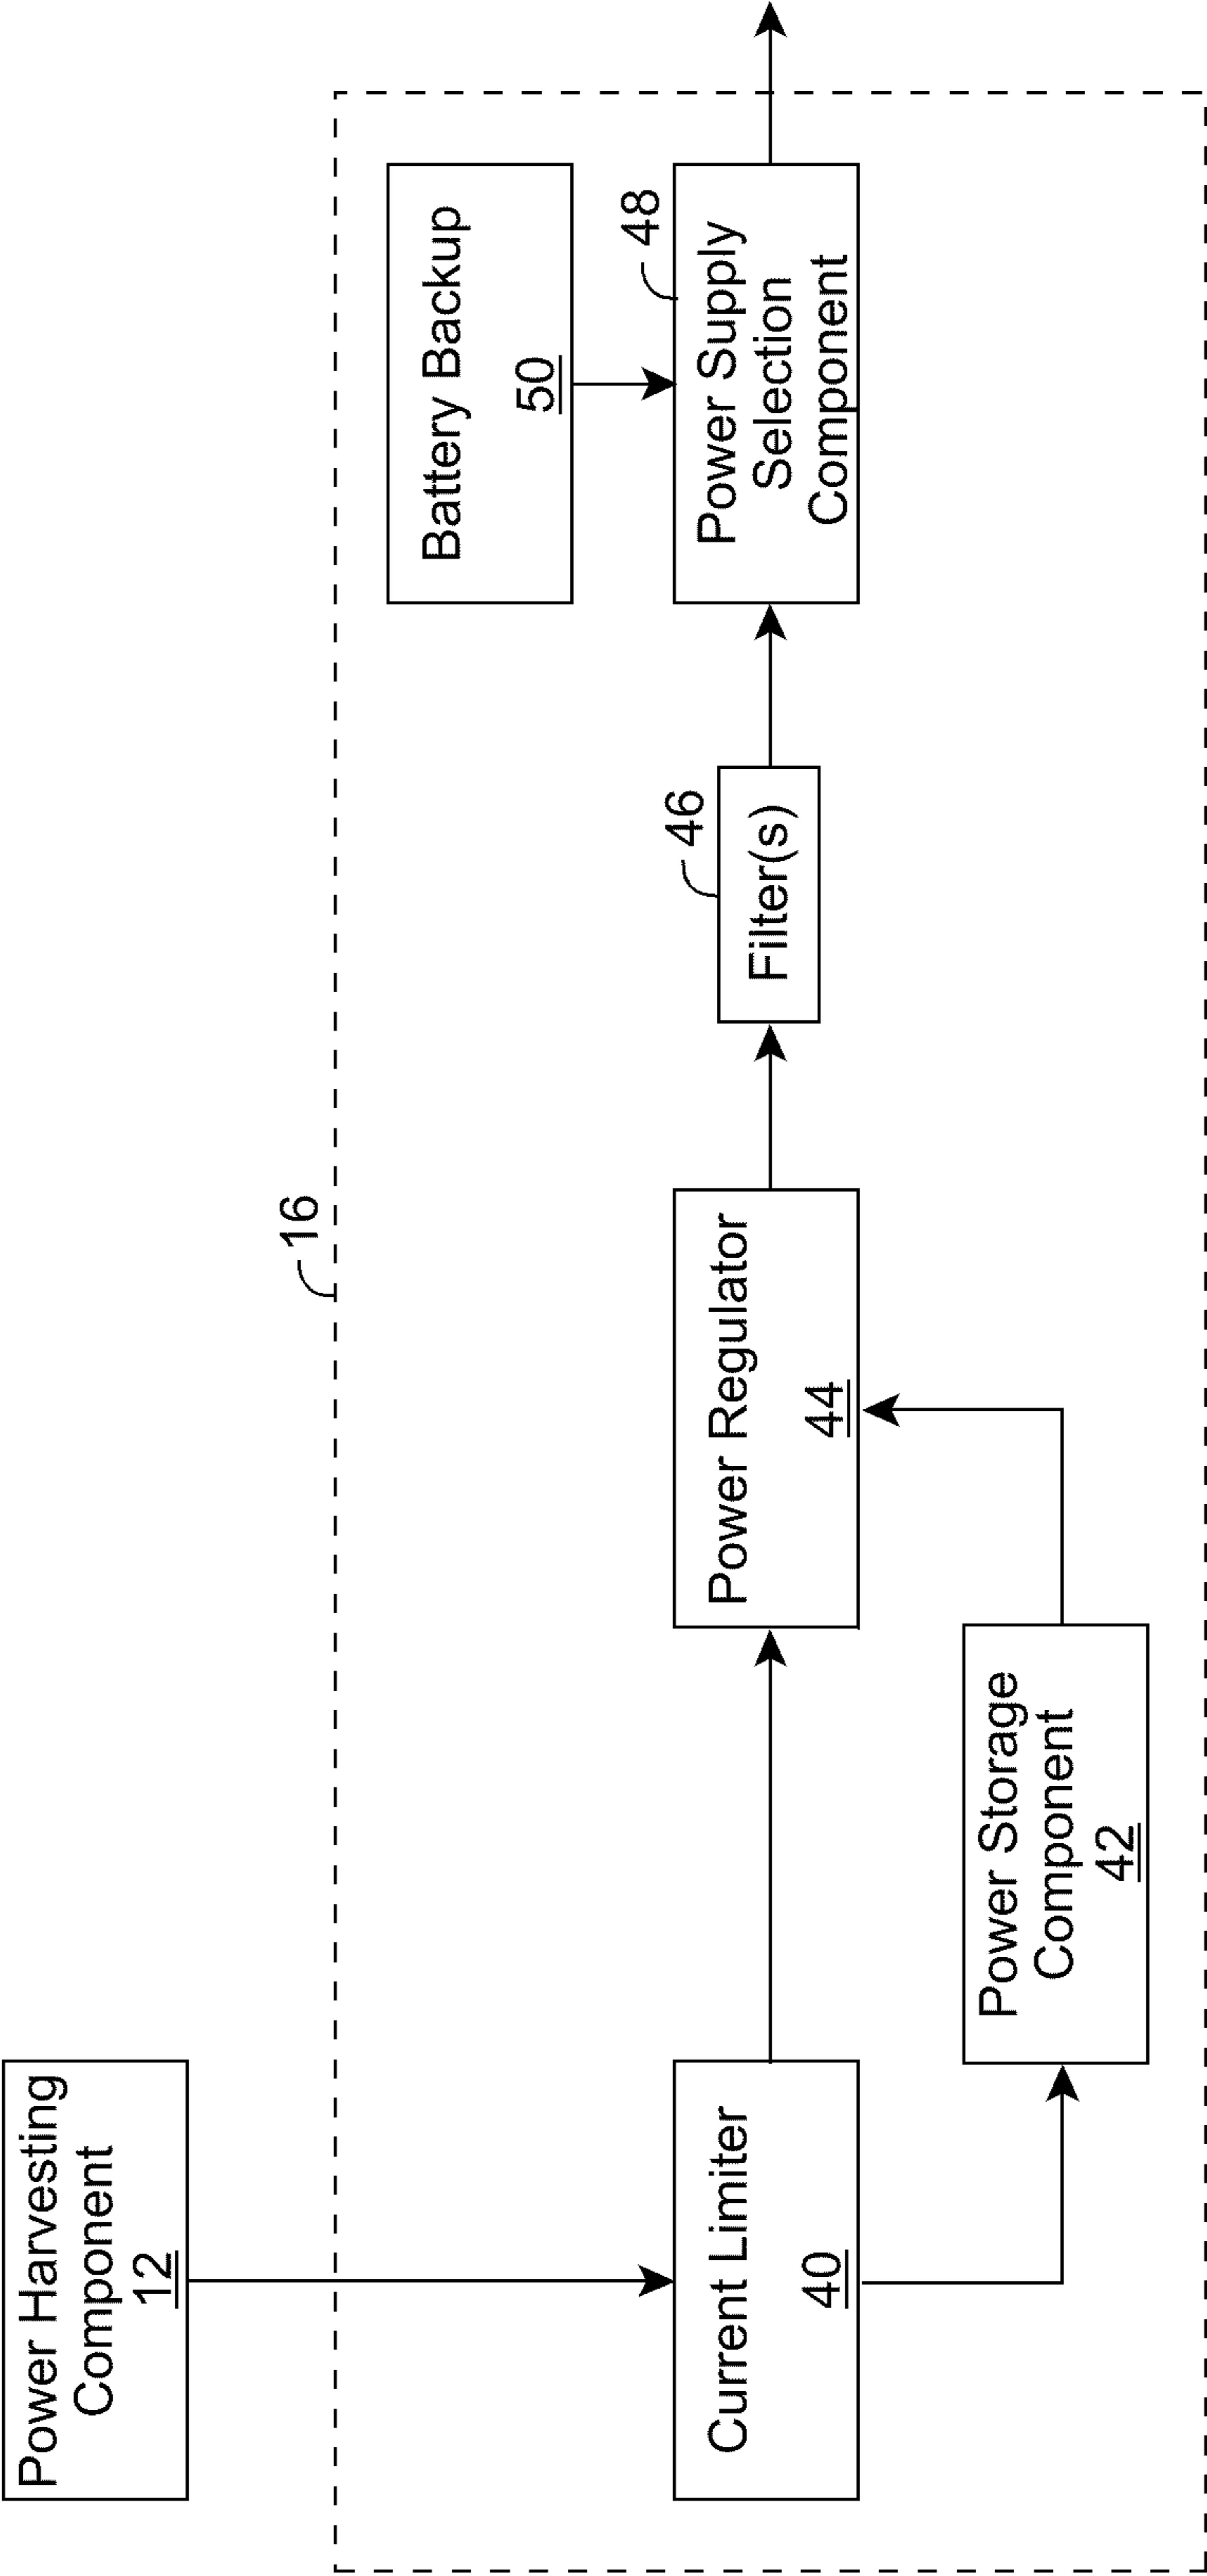 Power Harvesting
Component
12
16
Current Limiter
40
Power Storage
Component
42
Power Regulator
44
46
Filter(s)
Battery Backup
50
48
Power Supply
Selection
Component